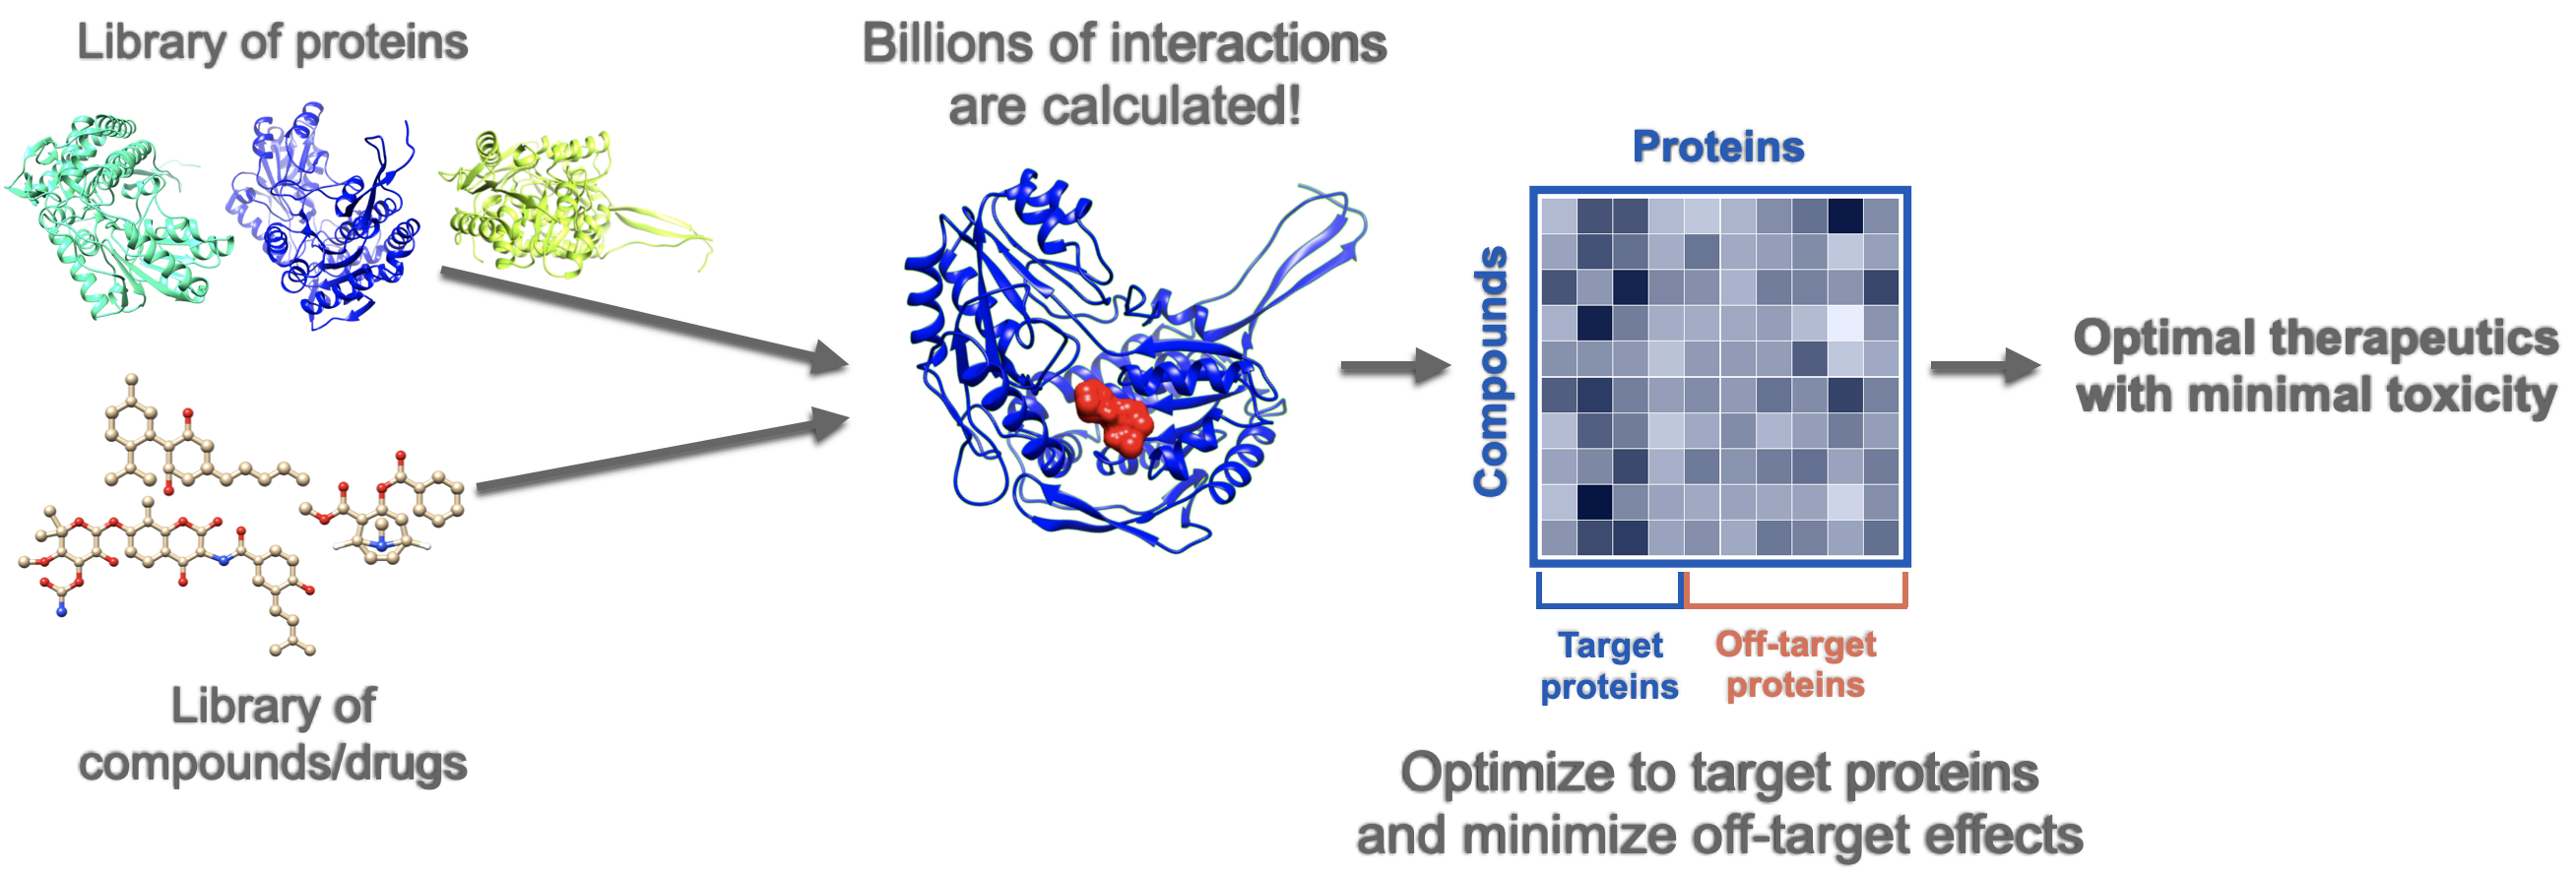 Library of proteins
Billions of interactions
are calculated!
Proteins
Compounds
Optimal therapeutics
with minimal toxicity
Target
proteins
Off-target
proteins
Library of
compounds/drugs
Optimize to target proteins
and minimize off-target effects